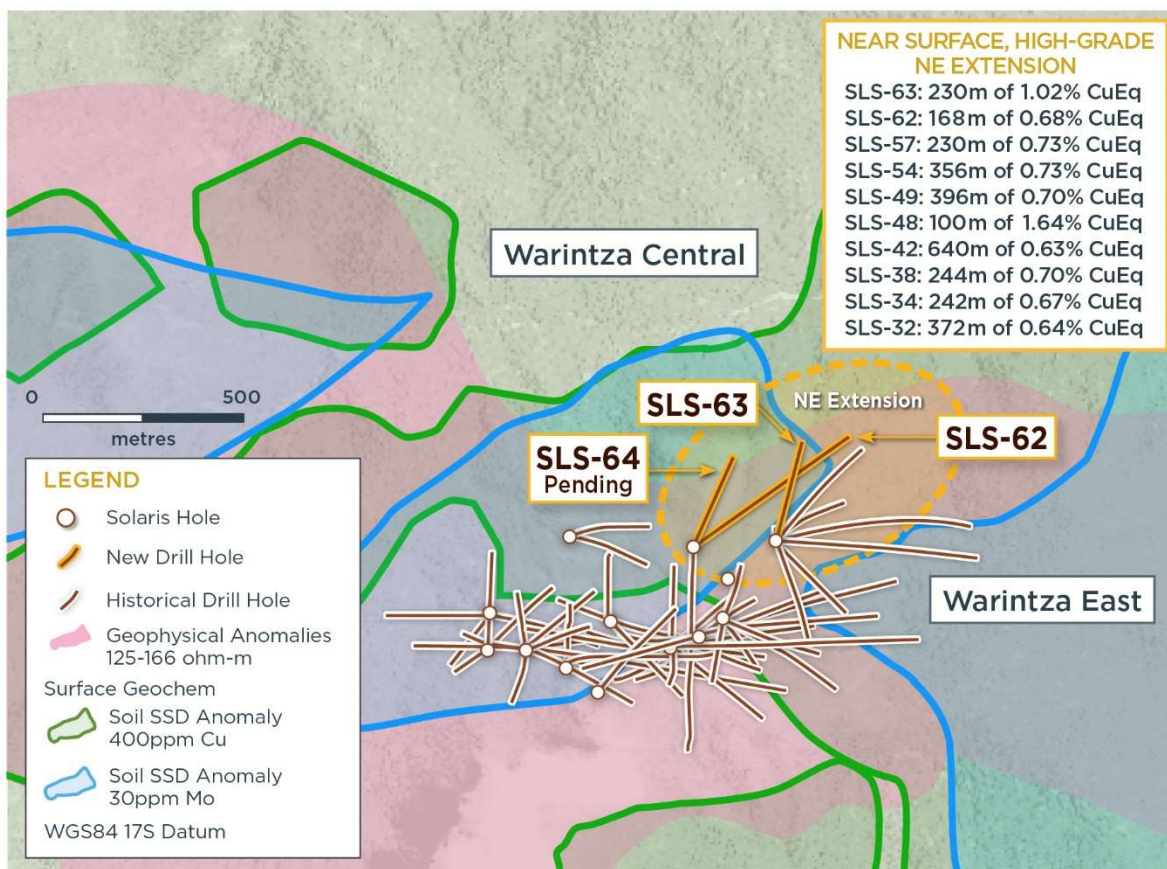 NEAR SURFACE, HIGH-GRADE
NE EXTENSION
SLS-63: 230m of 1.02% CuEq
SLS-62: 168m of 0.68% CuEq
SLS-57: 230m of 0.73% CuEq
SLS-54: 356m of 0.73% CuEq
SLS-49: 396m of 0.70% CuEq
SLS-48: 100m of 1.64% CuEq
SLS-42: 640m of 0.63% CuEq
SLS-38: 244m of 0.70% CuEq
SLS-34: 242m of 0.67% CuEq
SLS-32: 372m of 0.64% CuEq
Warintza Central
SLS-63
NE Extension
SLS-62
SLS-64
Pending
Warintza East
0 500
metres
LEGEND
Solaris Hole
New Drill Hole
Historical Drill Hole
Geophysical Anomalies
125-166 ohm-m
Surface Geochem
Soil SSD Anomaly
400ppm Cu
Soil SSD Anomaly
30ppm Mo
WGS84 17S Datum